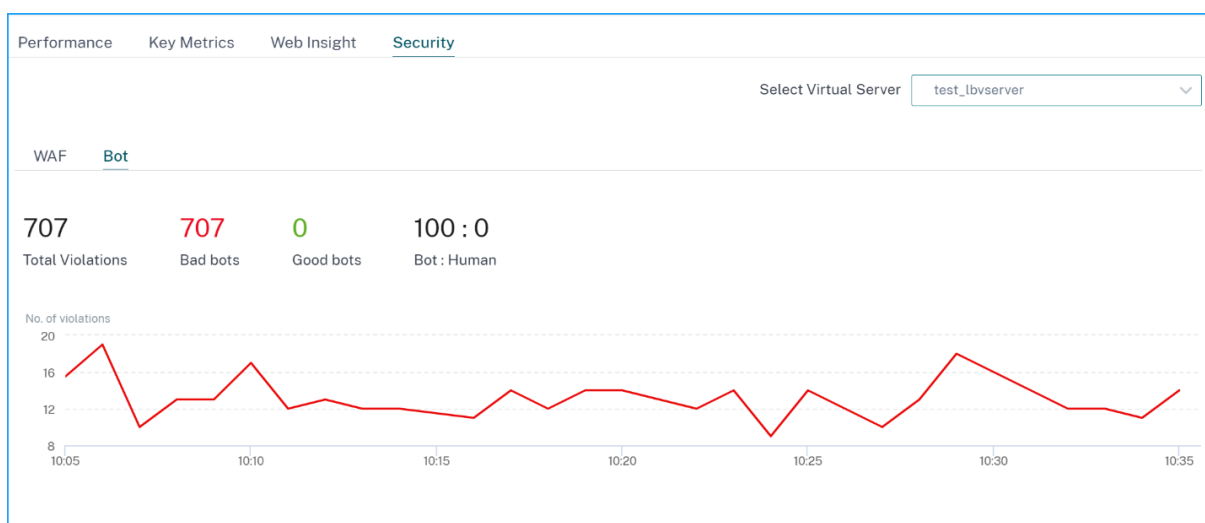 Performance Key Metrics Web Insight Security
Select Virtual Server test_lbvserver
WAF Bot
707 707 0 100 : 0
Total Violations Bad bots Good bots Bot : Human
No. of violations
20
16
12
8
10:05 10:10 10:15 10:20 10:25 10:30 10:35